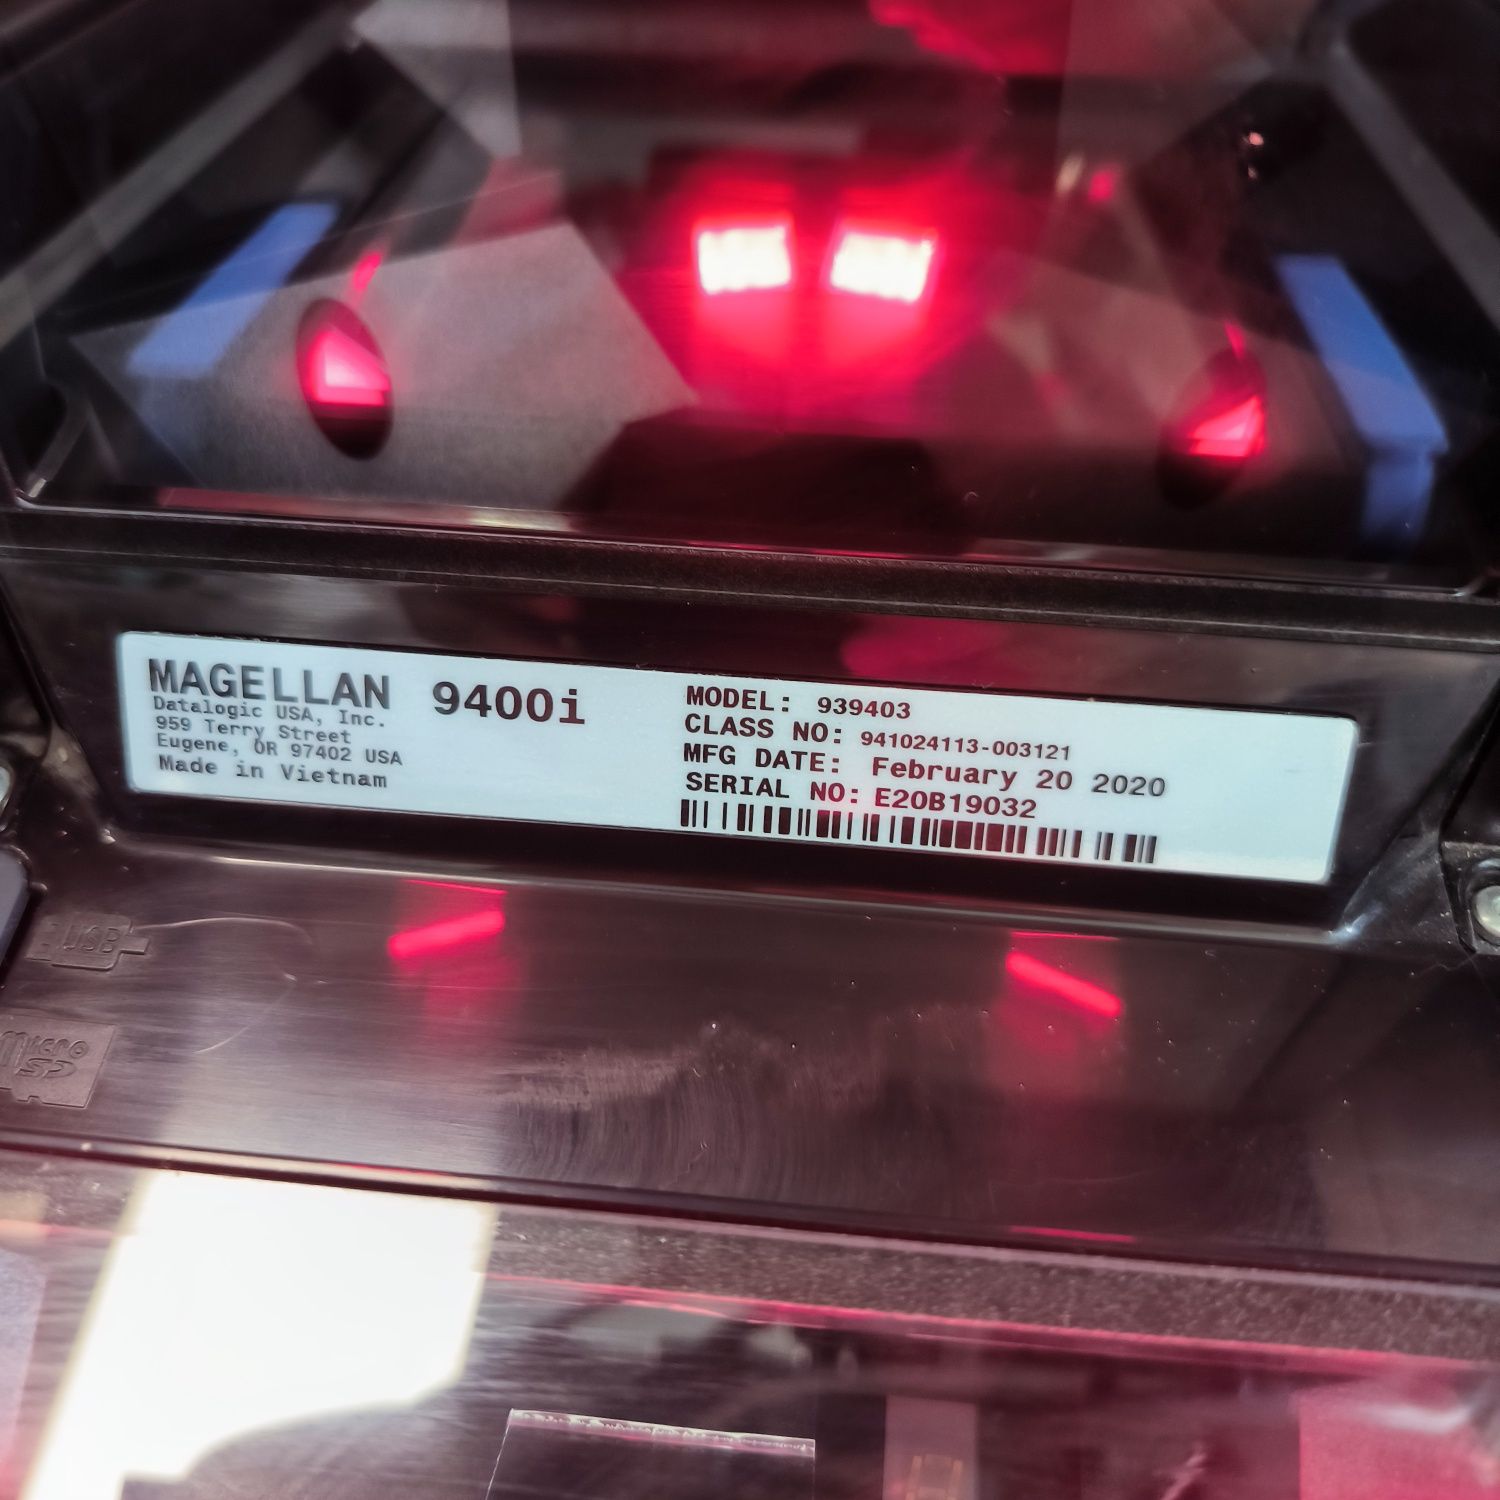 MAGELLAN 9400i
Datalogic USA, Inc.
959 Terry Street
Eugene, OR 97402 USA
Made in Vietnam
MODEL: 939403
CLASS NO: 941024113-003121
MFG DATE: February 20 2020
SERIAL NO: E20B19032
USB
micro